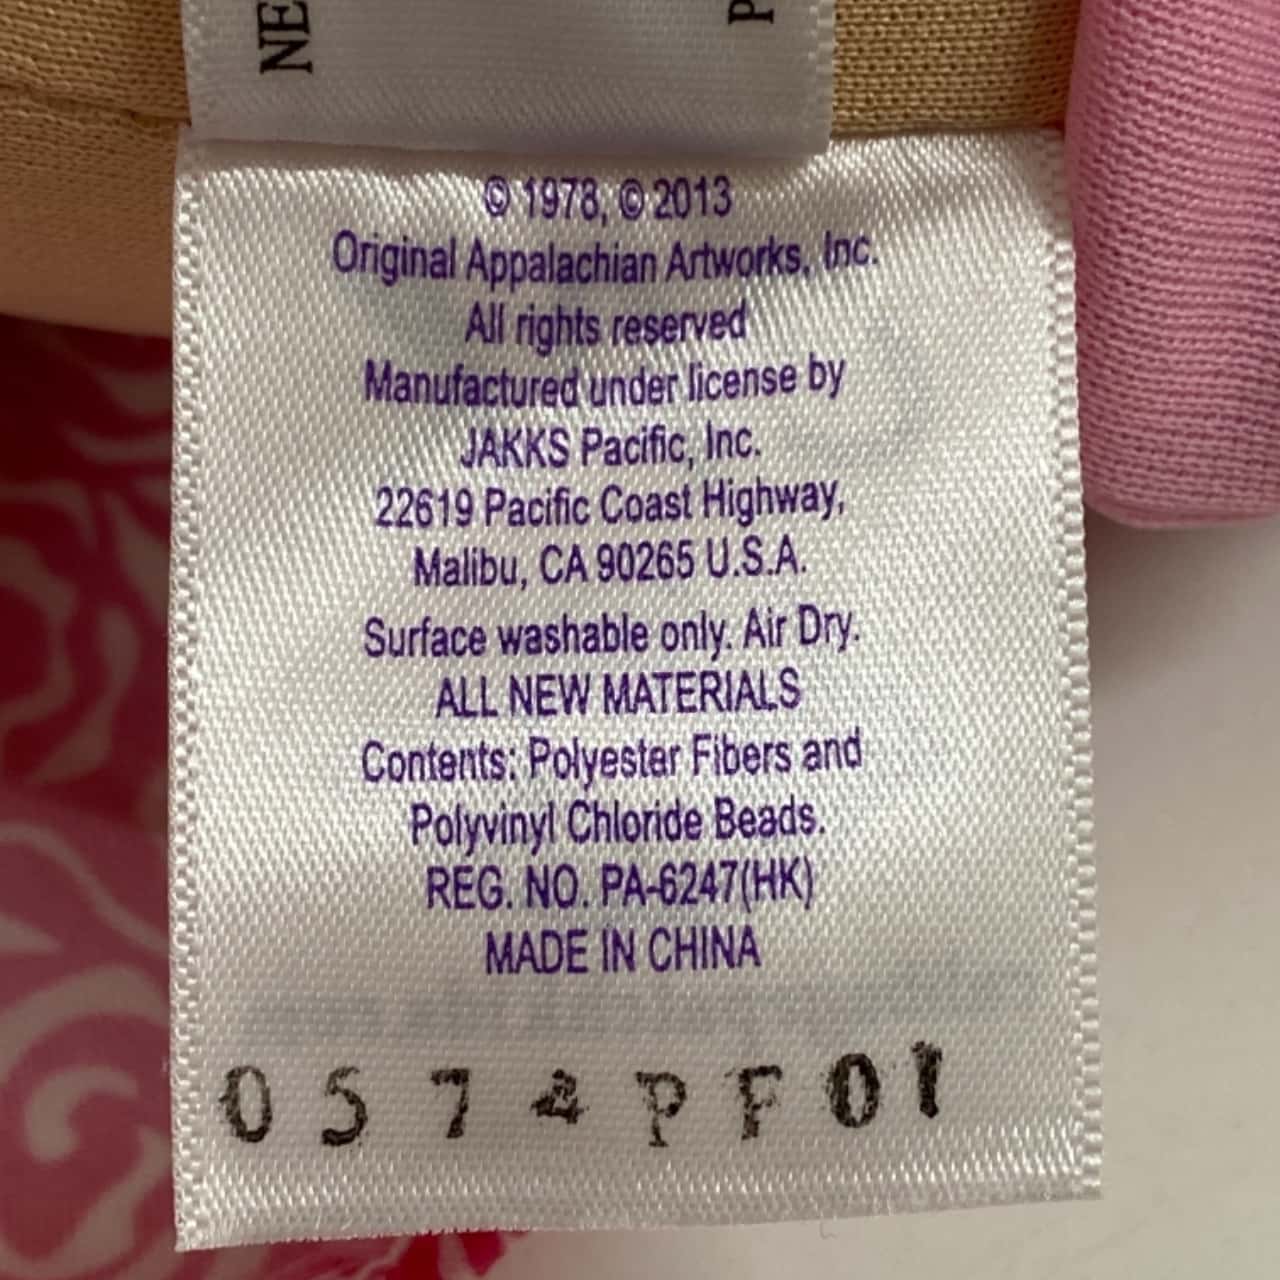 NE
P
© 1978, © 2013
Original Appalachian Artworks, Inc.
All rights reserved
Manufactured under license by
JAKKS Pacific, Inc.
22619 Pacific Coast Highway,
Malibu, CA 90265 U.S.A.
Surface washable only. Air Dry.
ALL NEW MATERIALS
Contents: Polyester Fibers and
Polyvinyl Chloride Beads.
REG. NO. PA-6247(HK)
MADE IN CHINA
0574PF01